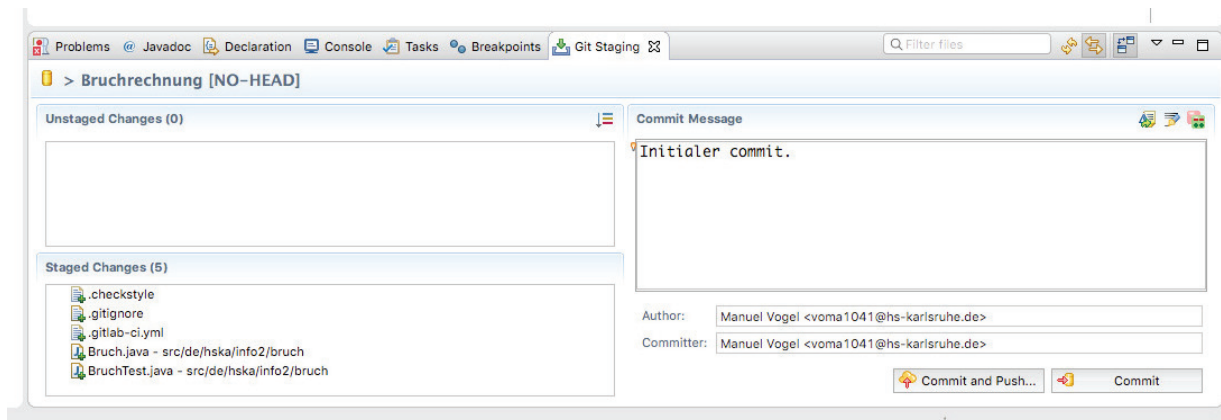 Problems @ Javadoc Declaration Console Tasks Breakpoints Git Staging Filter files
> Bruchrechnung [NO-HEAD]
Unstaged Changes (0)
Staged Changes (5)
.checkstyle
.gitignore
.gitlab-ci.yml
Bruch.java - src/de/hska/info2/bruch
BruchTest.java - src/de/hska/info2/bruch
Commit Message
Initialer commit.
Author: Manuel Vogel <voma1041@hs-karlsruhe.de>
Committer: Manuel Vogel <voma1041@hs-karlsruhe.de>
Commit and Push... Commit